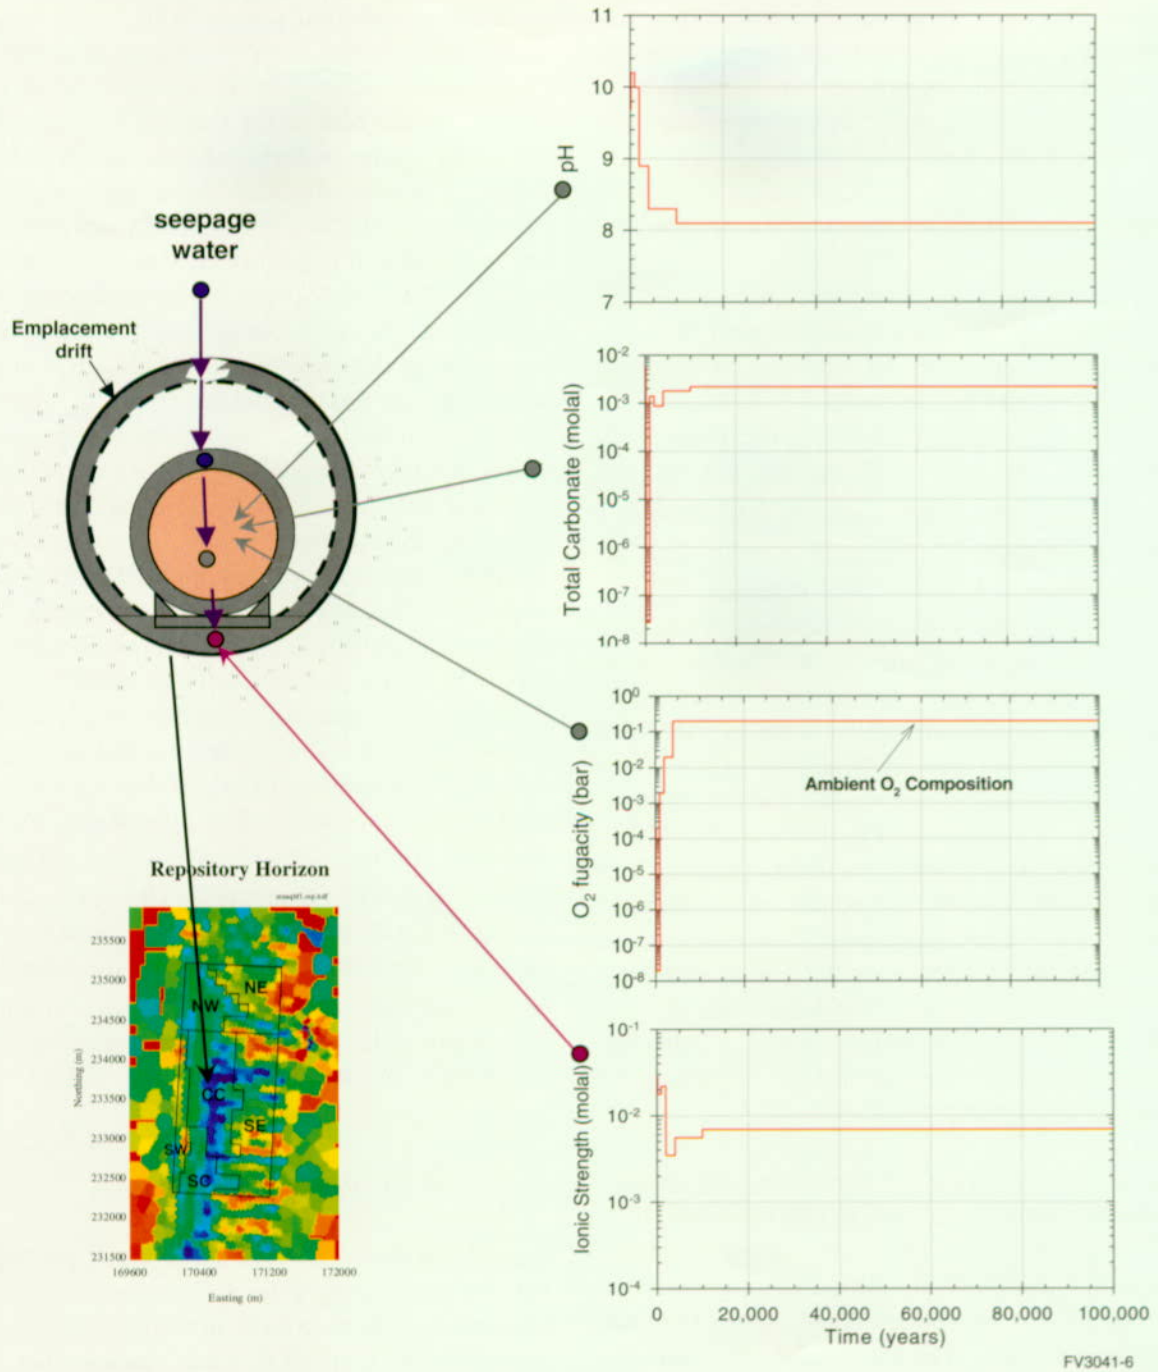 seepage
water
Emplacement
drift
11
10
9
8
7
pH
10-2
10-3
10-4
10-5
10-6
10-7
10-8
Total Carbonate (molal)
100
10-1
10-2
10-3
10-4
10-5
10-6
10-7
10-8
O2 fugacity (bar)
Ambient O2 Composition
Repository Horizon
235500
235000
234500
234000
233500
233000
232500
232000
231500
Northing (m)
NE
NW
CC
SE
SW
SC
169600 170400 171200 172000
Easting (m)
10-1
10-2
10-3
10-4
Ionic Strength (molal)
0 20,000 40,000 60,000 80,000 100,000
Time (years)
FV3041-6